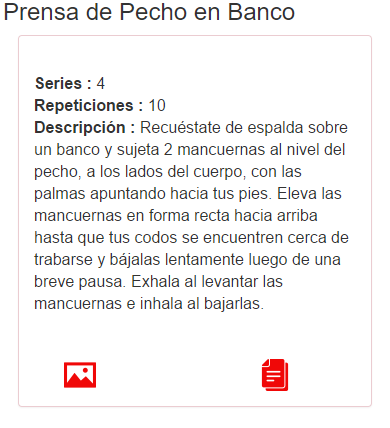 Prensa de Pecho en Banco
Series : 4
Repeticiones : 10
Descripción : Recuéstate de espalda sobre
un banco y sujeta 2 mancuernas al nivel del
pecho, a los lados del cuerpo, con las
palmas apuntando hacia tus pies. Eleva las
mancuernas en forma recta hacia arriba
hasta que tus codos se encuentren cerca de
trabarse y bájalas lentamente luego de una
breve pausa. Exhala al levantar las
mancuernas e inhala al bajarlas.